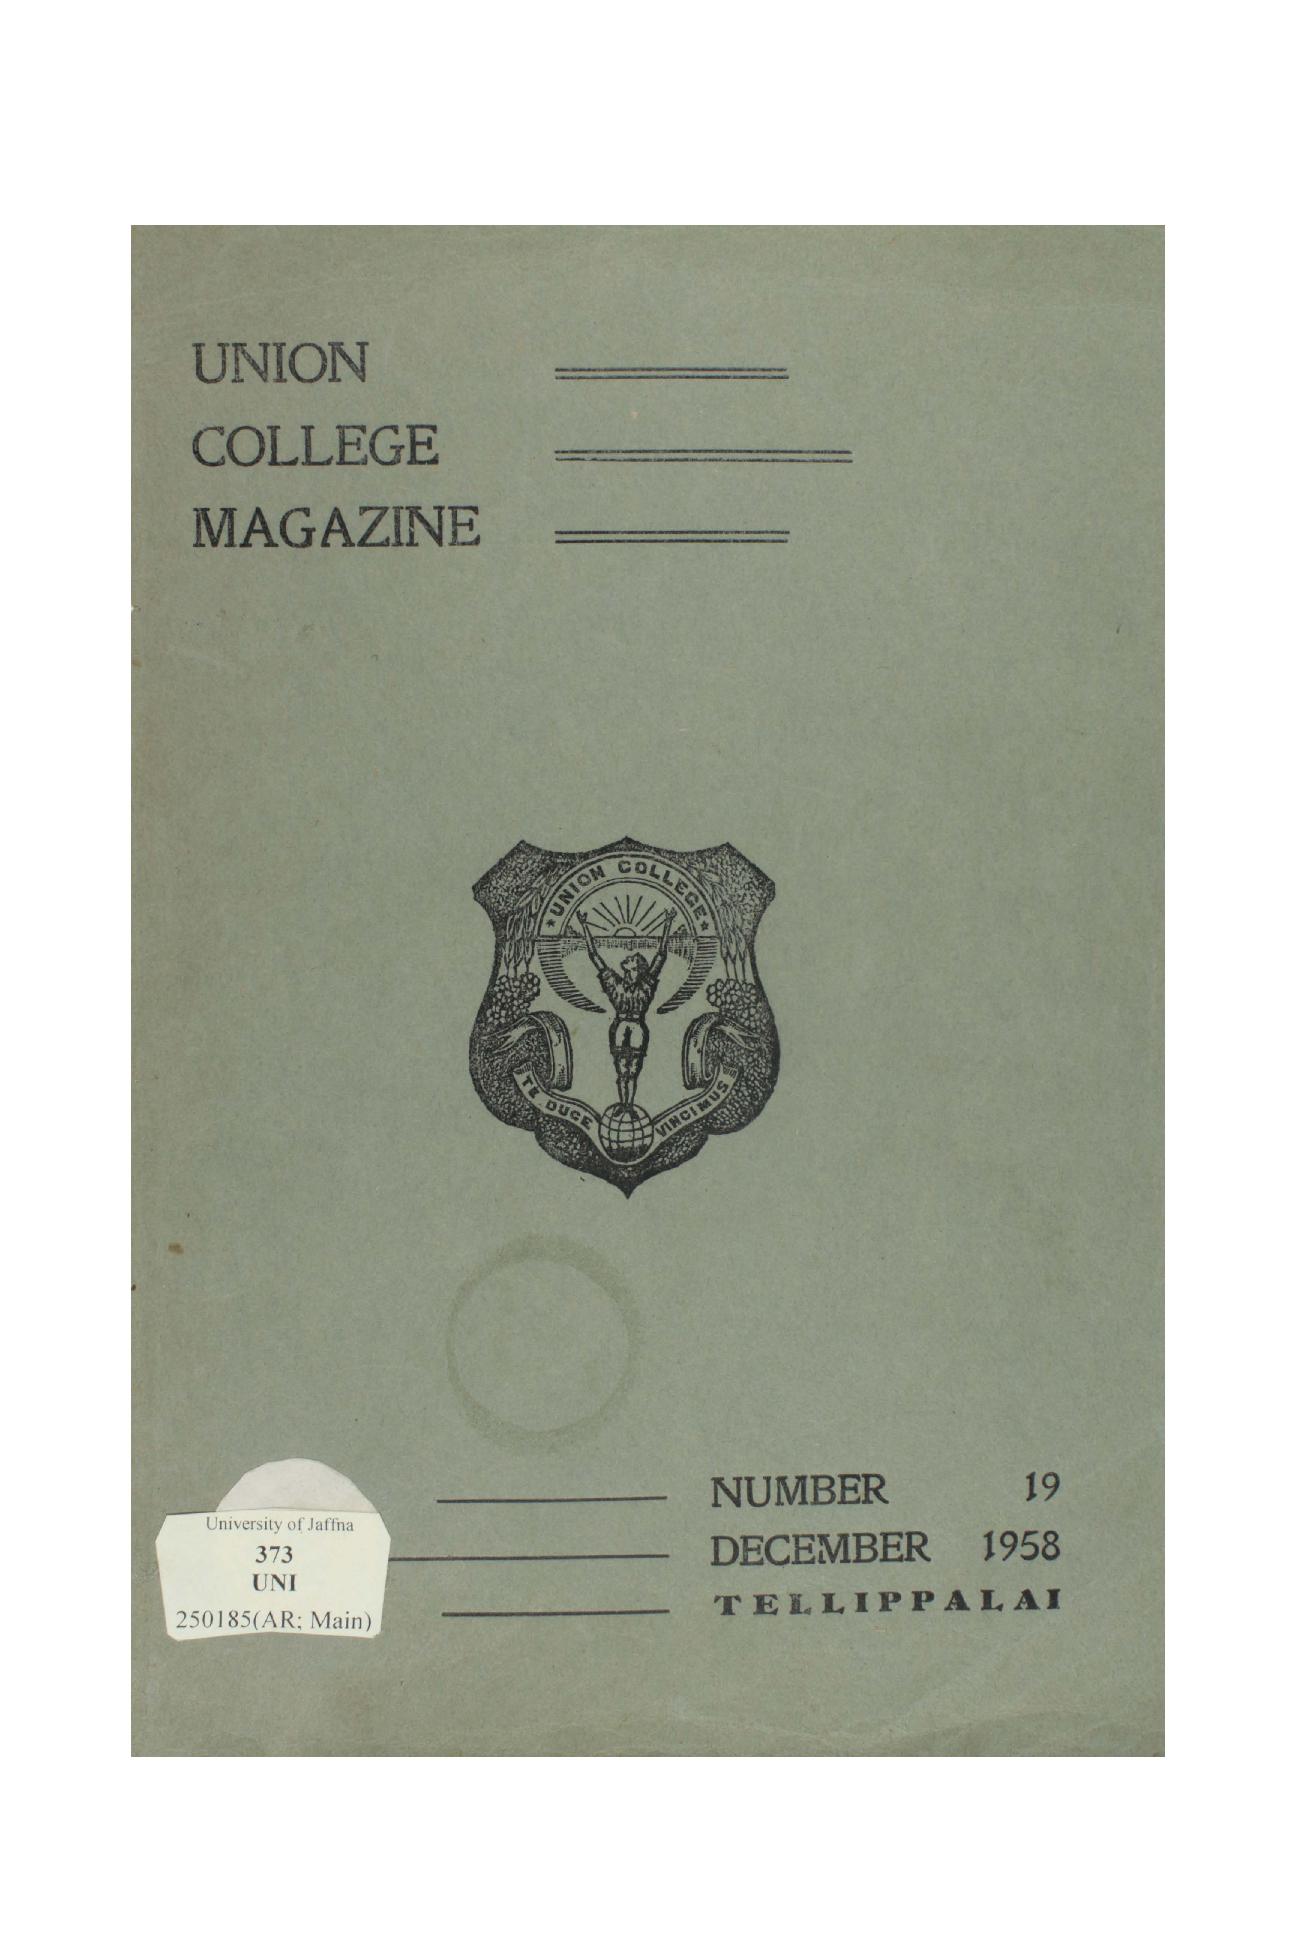 UNION
COLLEGE
MAGAZINE
★ UNION COLLEGE ★
TE DUCE VINCIMUS
NUMBER 19
DECEMBER 1958
TELLIPPALAI
University of Jaffna
373
UNI
250185(AR; Main)